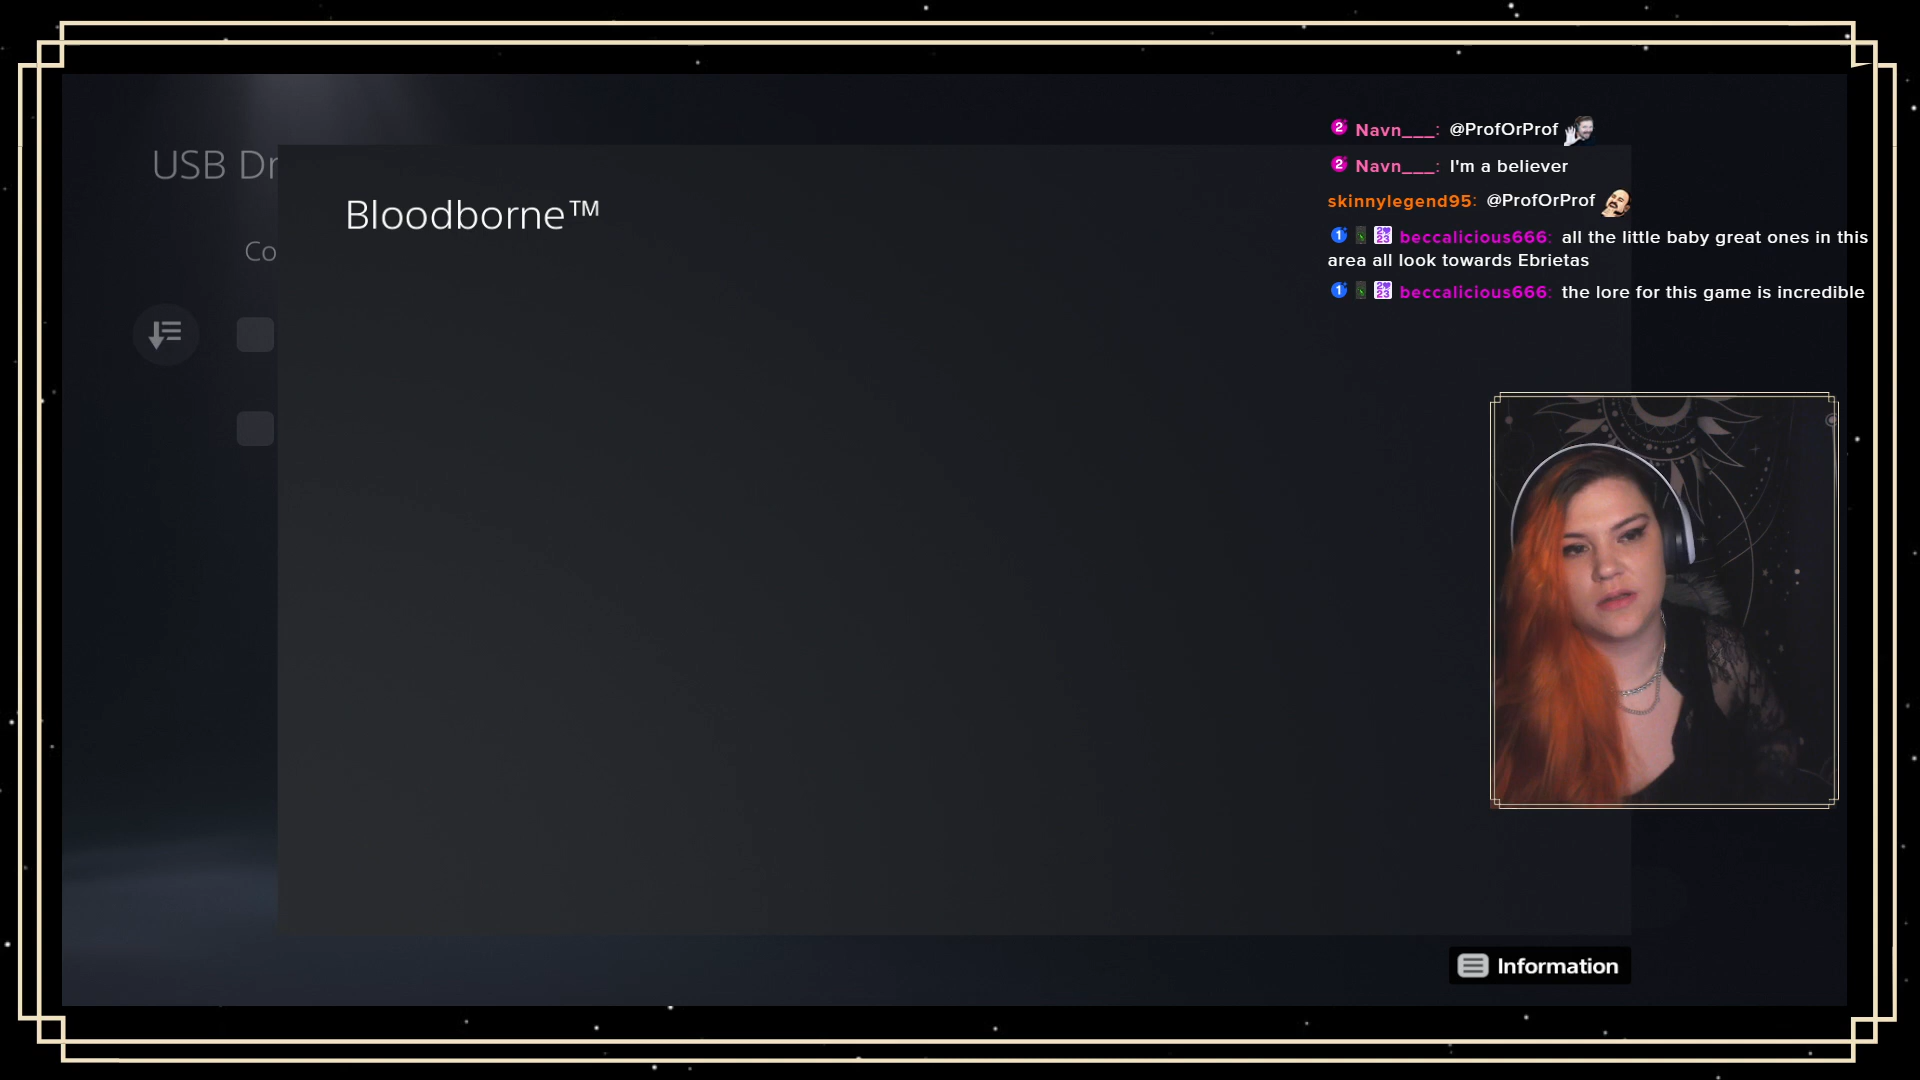 USB Dr
Co
Bloodborne™
Navn___: @ProfOrProf
Navn___: I'm a believer
skinnylegend95: @ProfOrProf
beccalicious666: all the little baby great ones in this
area all look towards Ebrietas
beccalicious666: the lore for this game is incredible
Information